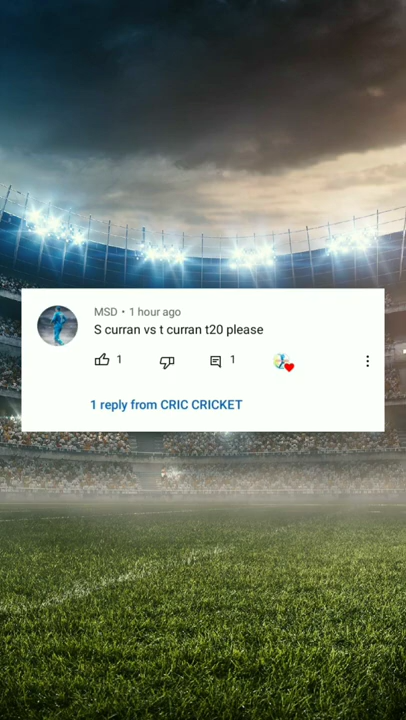 MSD • 1 hour ago
S curran vs t curran t20 please
1 1
1 reply from CRIC CRICKET